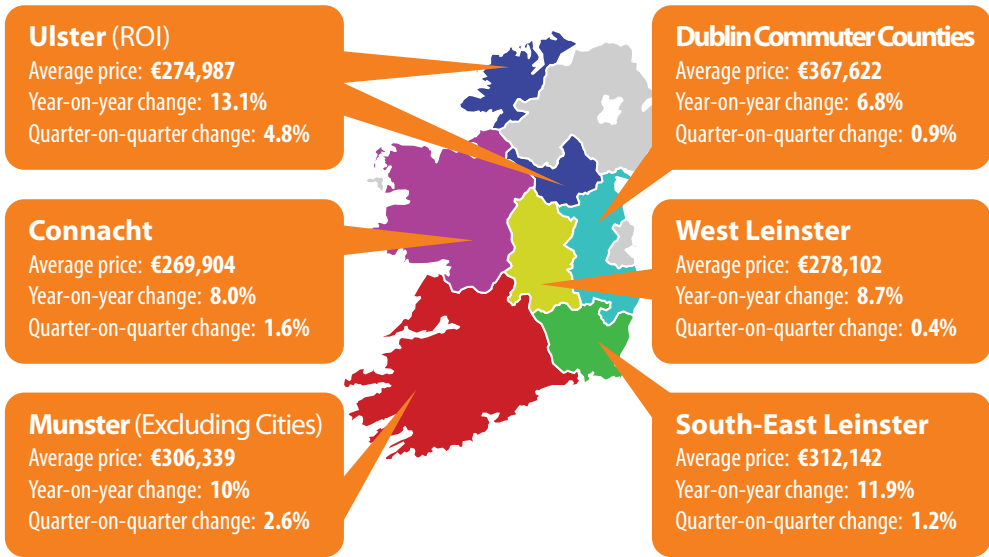 Ulster (ROI)
Average price: €274,987
Year-on-year change: 13.1%
Quarter-on-quarter change: 4.8%
Connacht
Average price: €269,904
Year-on-year change: 8.0%
Quarter-on-quarter change: 1.6%
Munster (Excluding Cities)
Average price: €306,339
Year-on-year change: 10%
Quarter-on-quarter change: 2.6%
Dublin Commuter Counties
Average price: €367,622
Year-on-year change: 6.8%
Quarter-on-quarter change: 0.9%
West Leinster
Average price: €278,102
Year-on-year change: 8.7%
Quarter-on-quarter change: 0.4%
South-East Leinster
Average price: €312,142
Year-on-year change: 11.9%
Quarter-on-quarter change: 1.2%